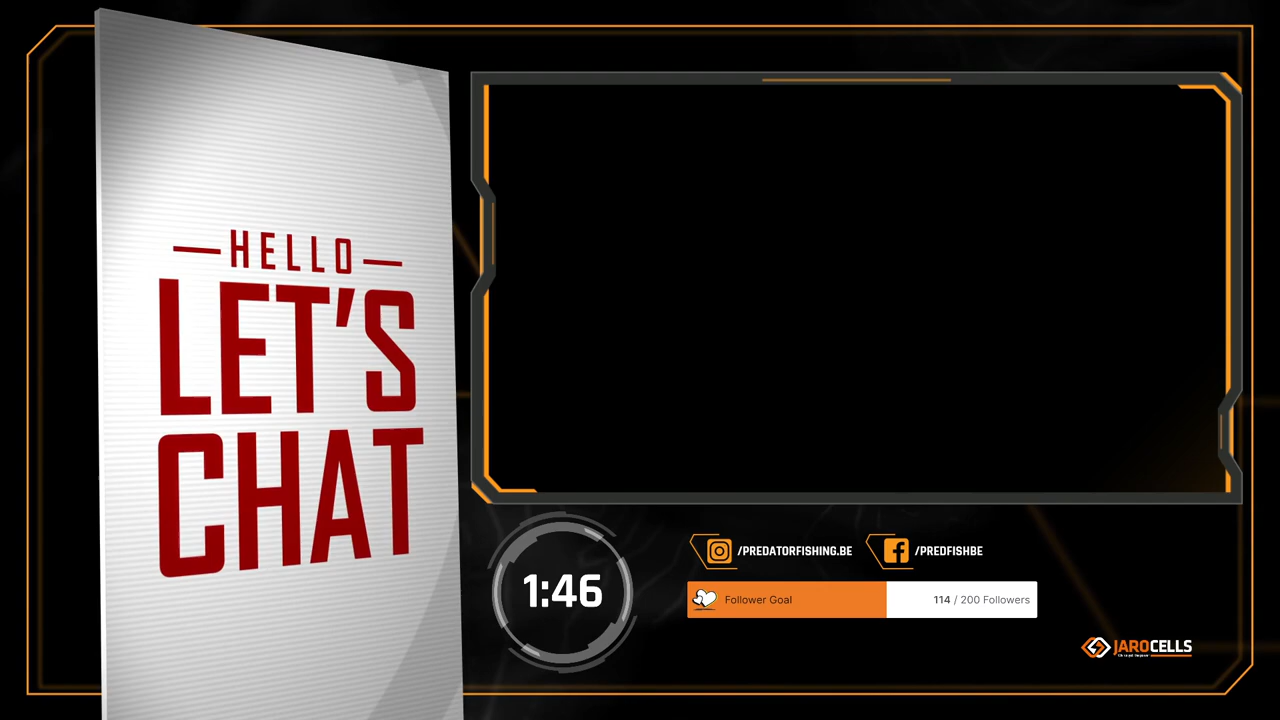 HELLO
LET'S
CHAT
1:46
/PREDATORFISHING.BE
/PREDFISHBE
Follower Goal
114 / 200 Followers
JAROCELLS